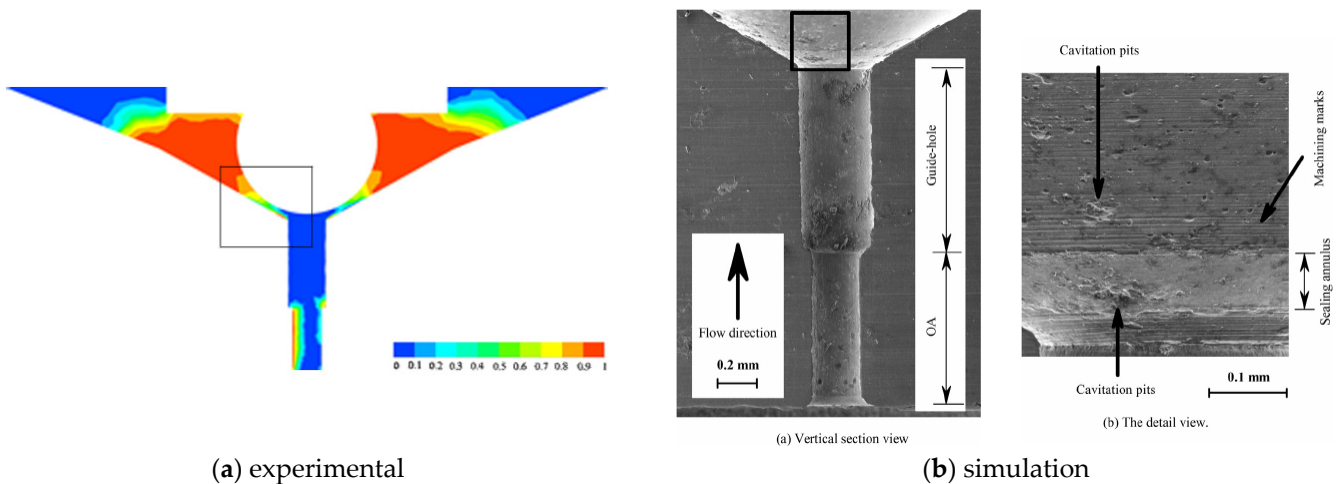 0 0.1 0.2 0.3 0.4 0.5 0.6 0.7 0.8 0.9 1
(a) experimental
Guide-hole
OA
Flow direction
0.2 mm
(a) Vertical section view
Cavitation pits
Machining marks
Sealing annulus
Cavitation pits
0.1 mm
(b) The detail view.
(b) simulation